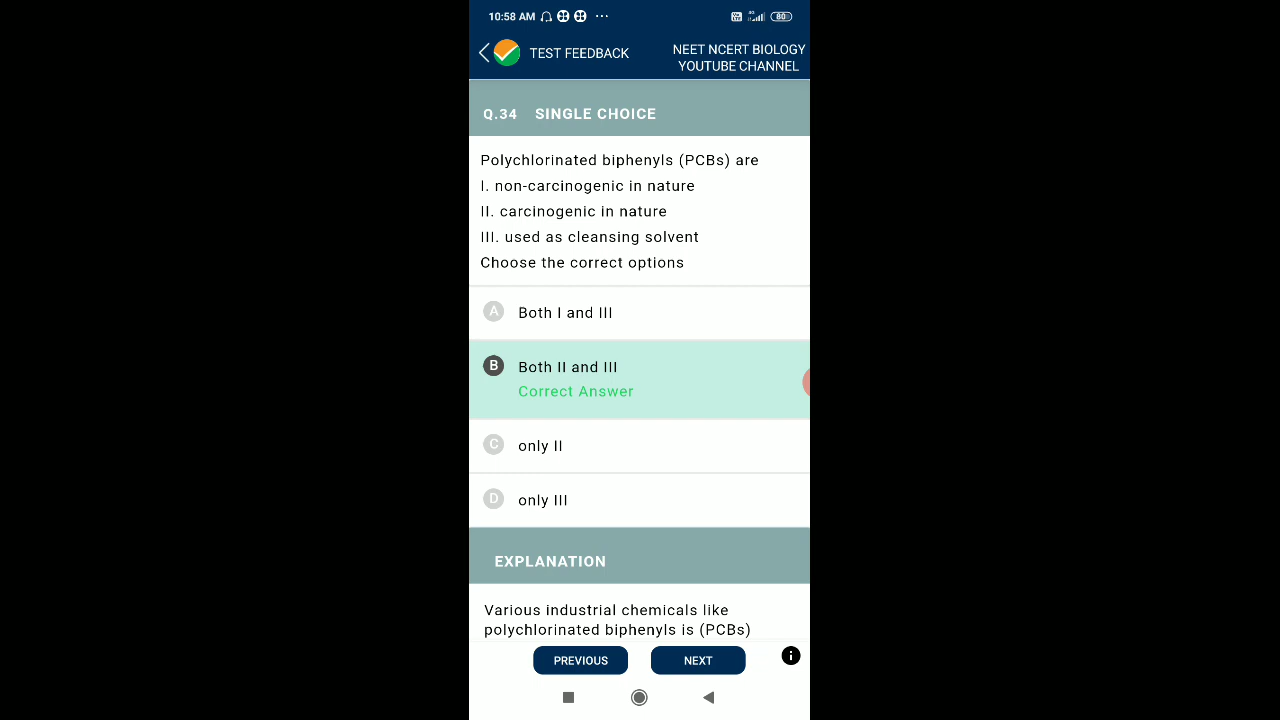 10:58 AM
80
TEST FEEDBACK
NEET NCERT BIOLOGY
YOUTUBE CHANNEL
Q.34 SINGLE CHOICE
Polychlorinated biphenyls (PCBs) are
I. non-carcinogenic in nature
II. carcinogenic in nature
III. used as cleansing solvent
Choose the correct options
A Both I and III
B Both II and III
Correct Answer
C only II
D only III
EXPLANATION
Various industrial chemicals like
polychlorinated biphenyls is (PCBs)
PREVIOUS NEXT